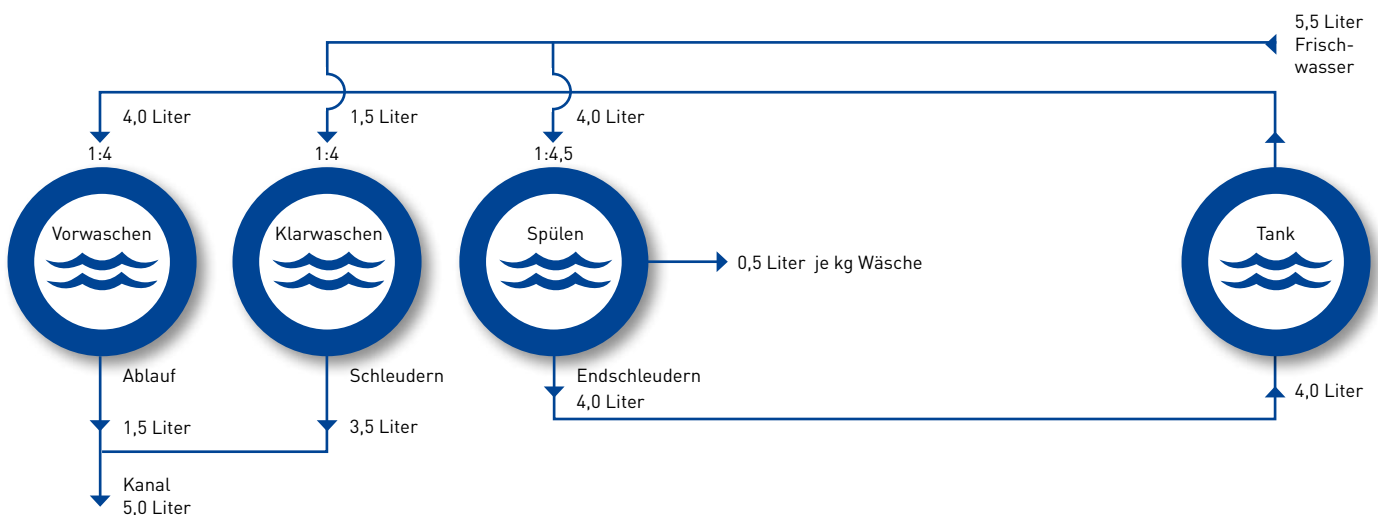 5,5 Liter
Frisch-
wasser
4,0 Liter
1,5 Liter
4,0 Liter
1:4
1:4
1:4,5
Vorwaschen
Klarwaschen
Spülen
Tank
0,5 Liter je kg Wäsche
Ablauf
Schleudern
Endschleudern
4,0 Liter
4,0 Liter
1,5 Liter
3,5 Liter
Kanal
5,0 Liter